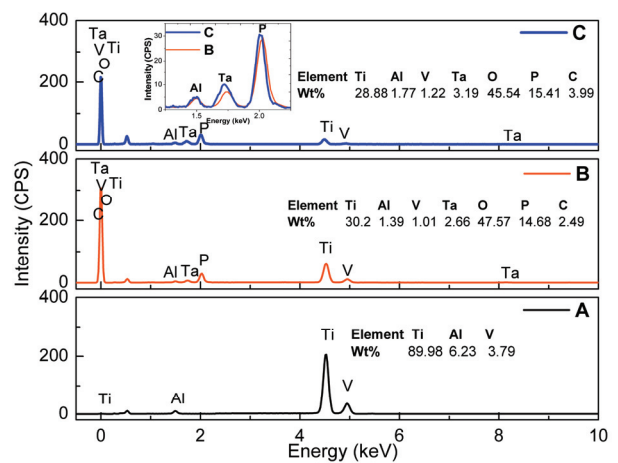 Intensity (CPS)
Energy (keV)
400
200
0
Ta
V Ti
O
C
Al Ta P
Ti V
Ta
C
Intensity (CPS)
30
20
10
0
C
B
Al Ta P
1.5 2.0
Energy (keV)
Element Ti Al V Ta O P C
Wt% 28.88 1.77 1.22 3.19 45.54 15.41 3.99
400
200
0
Ta
V Ti
O
C
Al Ta P
Ti
V
Ta
B
Element Ti Al V Ta O P C
Wt% 30.2 1.39 1.01 2.66 47.57 14.68 2.49
400
200
0
Ti Al
Ti
V
A
Element Ti Al V
Wt% 89.98 6.23 3.79
0 2 4 6 8 10